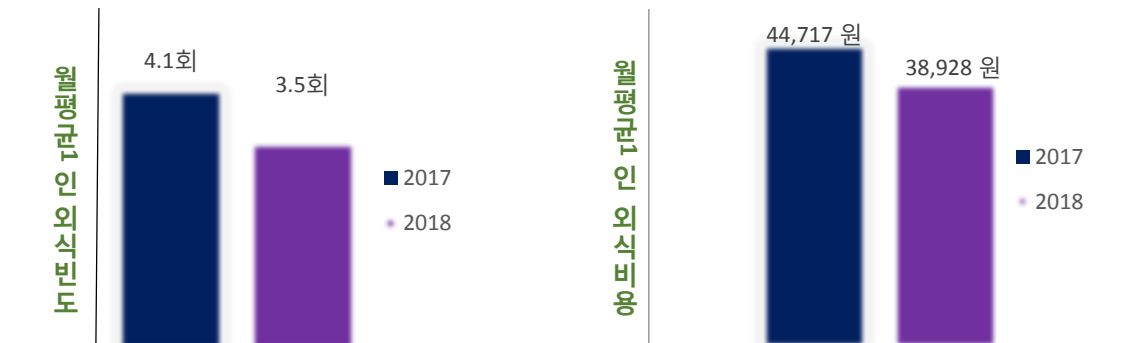 월평균1인 외식빈도
4.1회
3.5회
2017
2018
월평균1인 외식비용
44,717 원
38,928 원
2017
2018